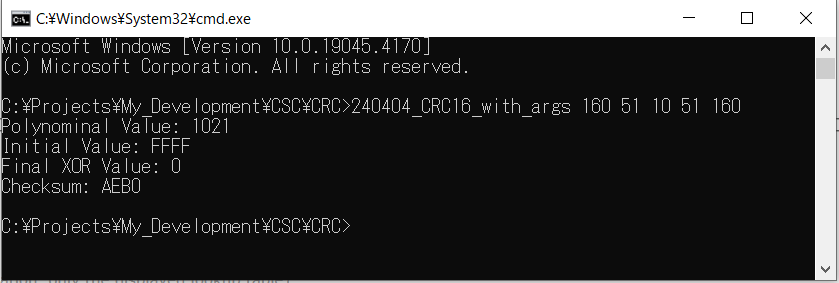 C:¥Windows¥System32¥cmd.exe
Microsoft Windows [Version 10.0.19045.4170]
(c) Microsoft Corporation. All rights reserved.
C:¥Projects¥My_Development¥CSC¥CRC>240404_CRC16_with_args 160 51 10 51 160
Polynominal Value: 1021
Initial Value: FFFF
Final XOR Value: 0
Checksum: AEB0
C:¥Projects¥My_Development¥CSC¥CRC>